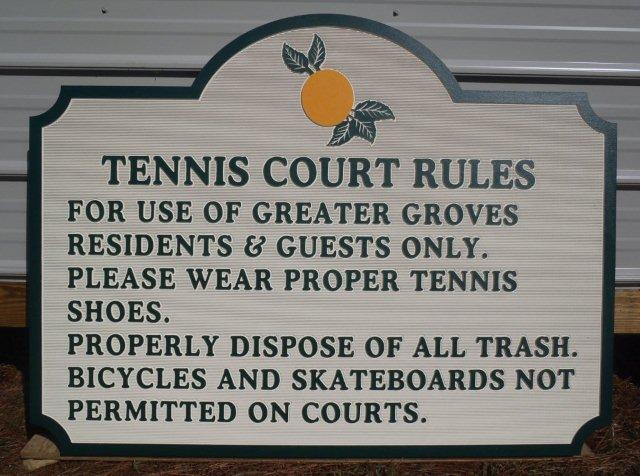 TENNIS COURT RULES
FOR USE OF GREATER GROVES
RESIDENTS & GUESTS ONLY.
PLEASE WEAR PROPER TENNIS
SHOES.
PROPERLY DISPOSE OF ALL TRASH.
BICYCLES AND SKATEBOARDS NOT
PERMITTED ON COURTS.